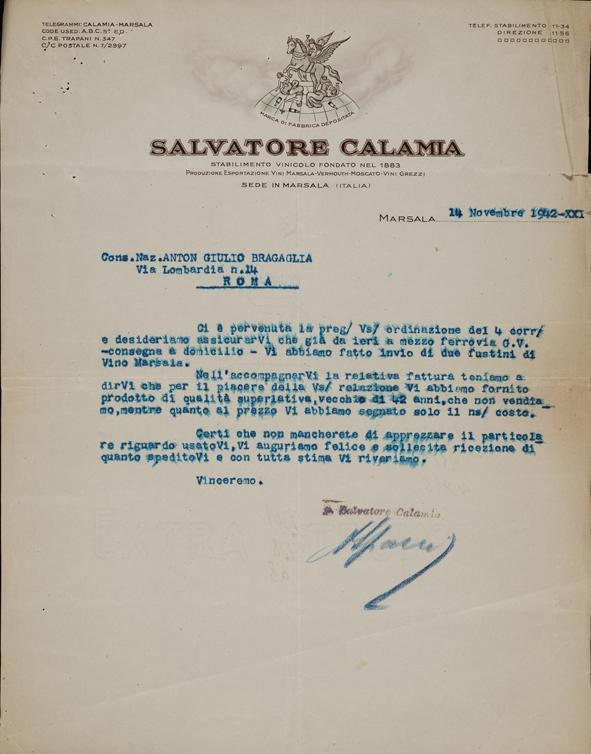 TELEGRAMMI: CALAMIA-MARSALA
CODE USED: A.B.C. 5ª ED.
C.P.E. TRAPANI N. 347
C/C POSTALE N. 7/2397
TELEF. STABILIMENTO 11-34
DIREZIONE 11-56
MARCA DI FABBRICA DEPOSITATA
SALVATORE CALAMIA
STABILIMENTO VINICOLO FONDATO NEL 1883
PRODUZIONE ESPORTAZIONE VINI MARSALA-VERMOUTH-MOSCATO-VINI GREZZI
SEDE IN MARSALA (ITALIA)
MARSALA 14 Novembre 1942-XXI
Cons.Naz.ANTON GIULIO BRAGAGLIA
Via Lombardia n.14
ROMA
Ci è pervenuta la preg/ Vs/ ordinazione del 4 corr/
e desideriamo assicurarVi che già da ieri a mezzo ferrovia G.V.
-consegna a domicilio - Vi abbiamo fatto invio di due fustini di
Vino Marsala.
Nell'accompagnarVi la relativa fattura teniamo a
dirVi che per il piacere della Vs/ relazione Vi abbiamo fornito
prodotto di qualità superlativa,vecchio di 42 anni,che non vendia
mo,mentre quanto al prezzo Vi abbiamo segnato solo il ns/ costo.
Certi che non mancherete di apprezzare il particola
re riguardo usatoVi,Vi auguriamo felice e sollecita ricezione di
quanto speditoVi e con tutta stima Vi riveriamo.
Vinceremo.
Salvatore Calamia